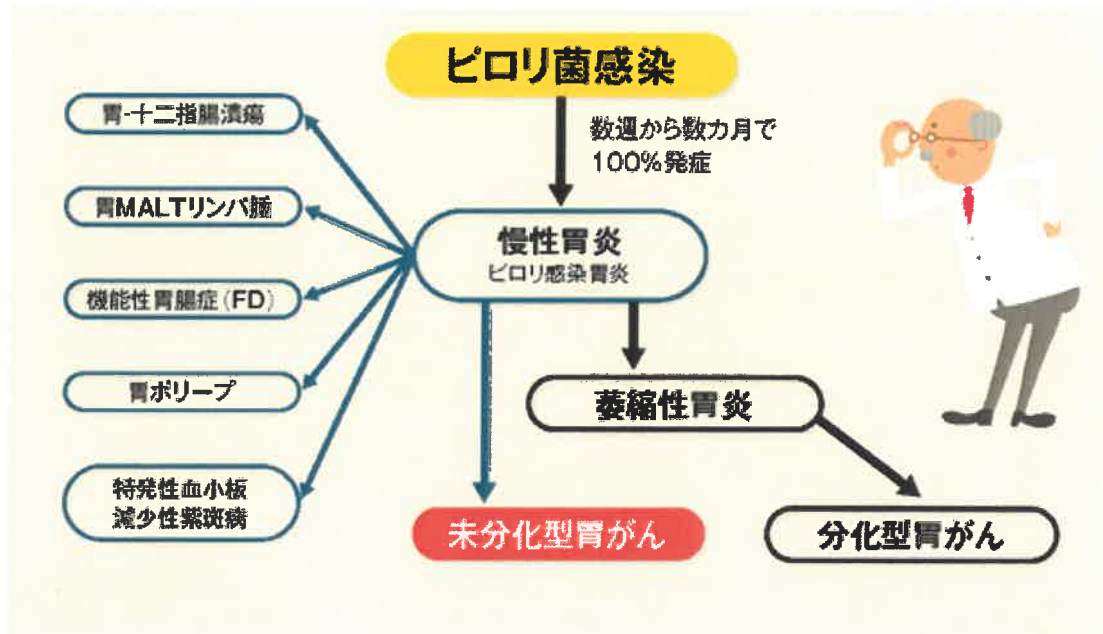 ピロリ菌感染
数週から数カ月で
100%発症
慢性胃炎
ピロリ感染胃炎
胃-十二指腸潰瘍
胃MALTリンパ腫
機能性胃腸症（FD）
胃ポリープ
特発性血小板
減少性紫斑病
萎縮性胃炎
未分化型胃がん
分化型胃がん